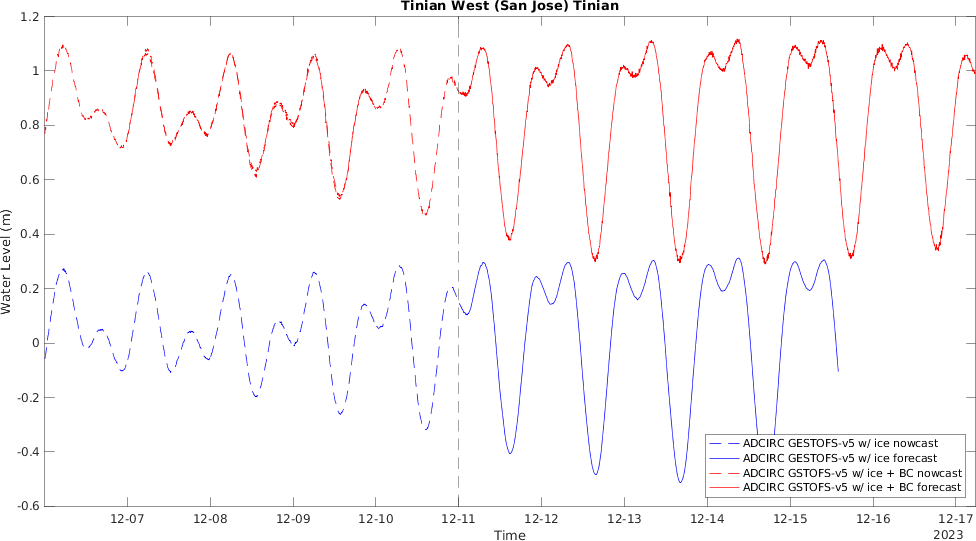 Tinian West (San Jose) Tinian
Water Level (m)
1.2
1
0.8
0.6
0.4
0.2
0
-0.2
-0.4
-0.6
ADCIRC GESTOFS-v5 w/ ice nowcast
ADCIRC GESTOFS-v5 w/ ice forecast
ADCIRC GSTOFS-v5 w/ ice + BC nowcast
ADCIRC GSTOFS-v5 w/ ice + BC forecast
12-07 12-08 12-09 12-10 12-11 12-12 12-13 12-14 12-15 12-16 12-17
Time
2023